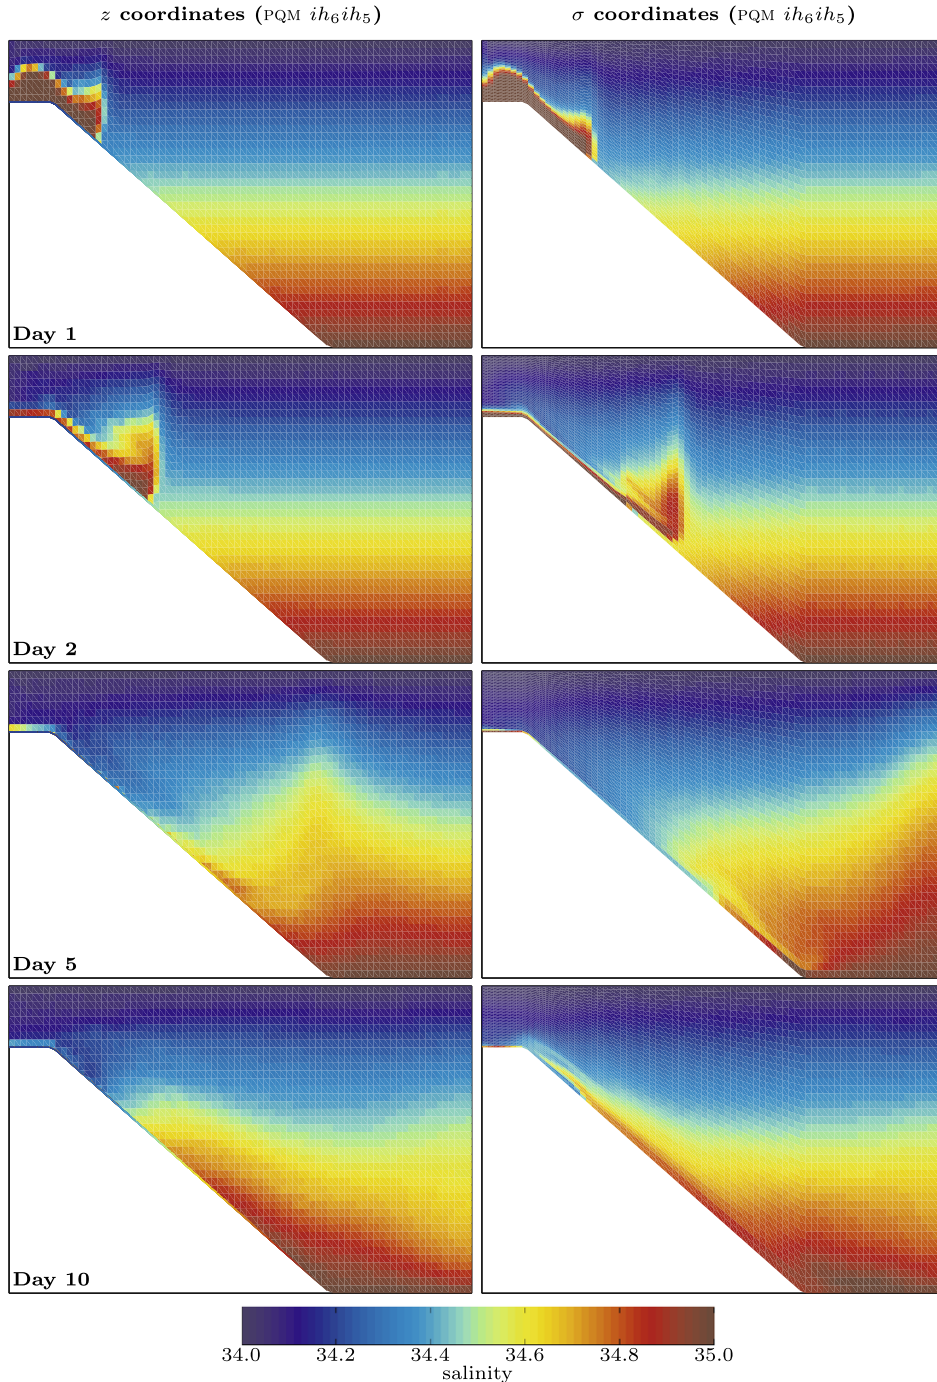 z coordinates (PQM ih₆ih₅)
σ coordinates (PQM ih₆ih₅)
Day 1
Day 2
Day 5
Day 10
34.0 34.2 34.4 34.6 34.8 35.0
salinity